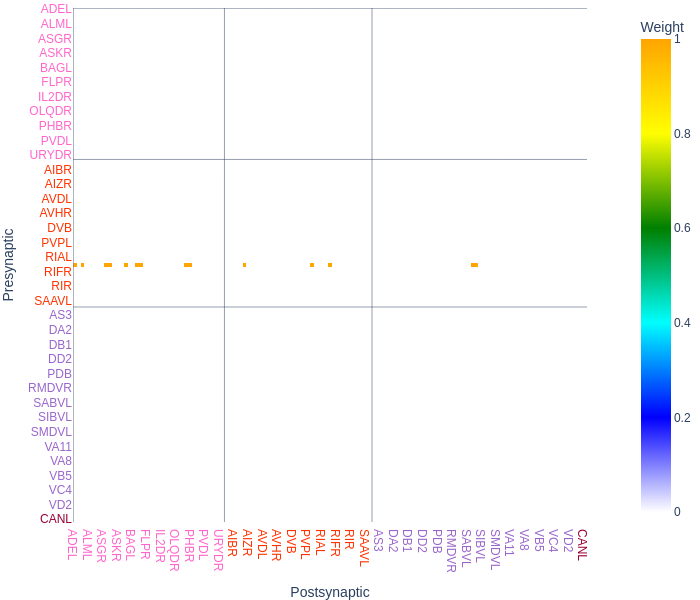 Weight
ADEL
ALML
ASGR
ASKR
BAGL
FLPR
IL2DR
OLQDR
PHBR
PVDL
URYDR
AIBR
AIZR
AVDL
AVHR
DVB
PVPL
RIAL
RIFR
RIR
SAAVL
AS3
DA2
DB1
DD2
PDB
RMDVR
SABVL
SIBVL
SMDVL
VA11
VA8
VB5
VC4
VD2
CANL
Presynaptic
1
0.8
0.6
0.4
0.2
0
ADEL
ALML
ASGR
ASKR
BAGL
FLPR
IL2DR
OLQDR
PHBR
PVDL
URYDR
AIBR
AIZR
AVDL
AVHR
DVB
PVPL
RIAL
RIFR
RIR
SAAVL
AS3
DA2
DB1
DD2
PDB
RMDVR
SABVL
SIBVL
SMDVL
VA11
VA8
VB5
VC4
VD2
CANL
Postsynaptic